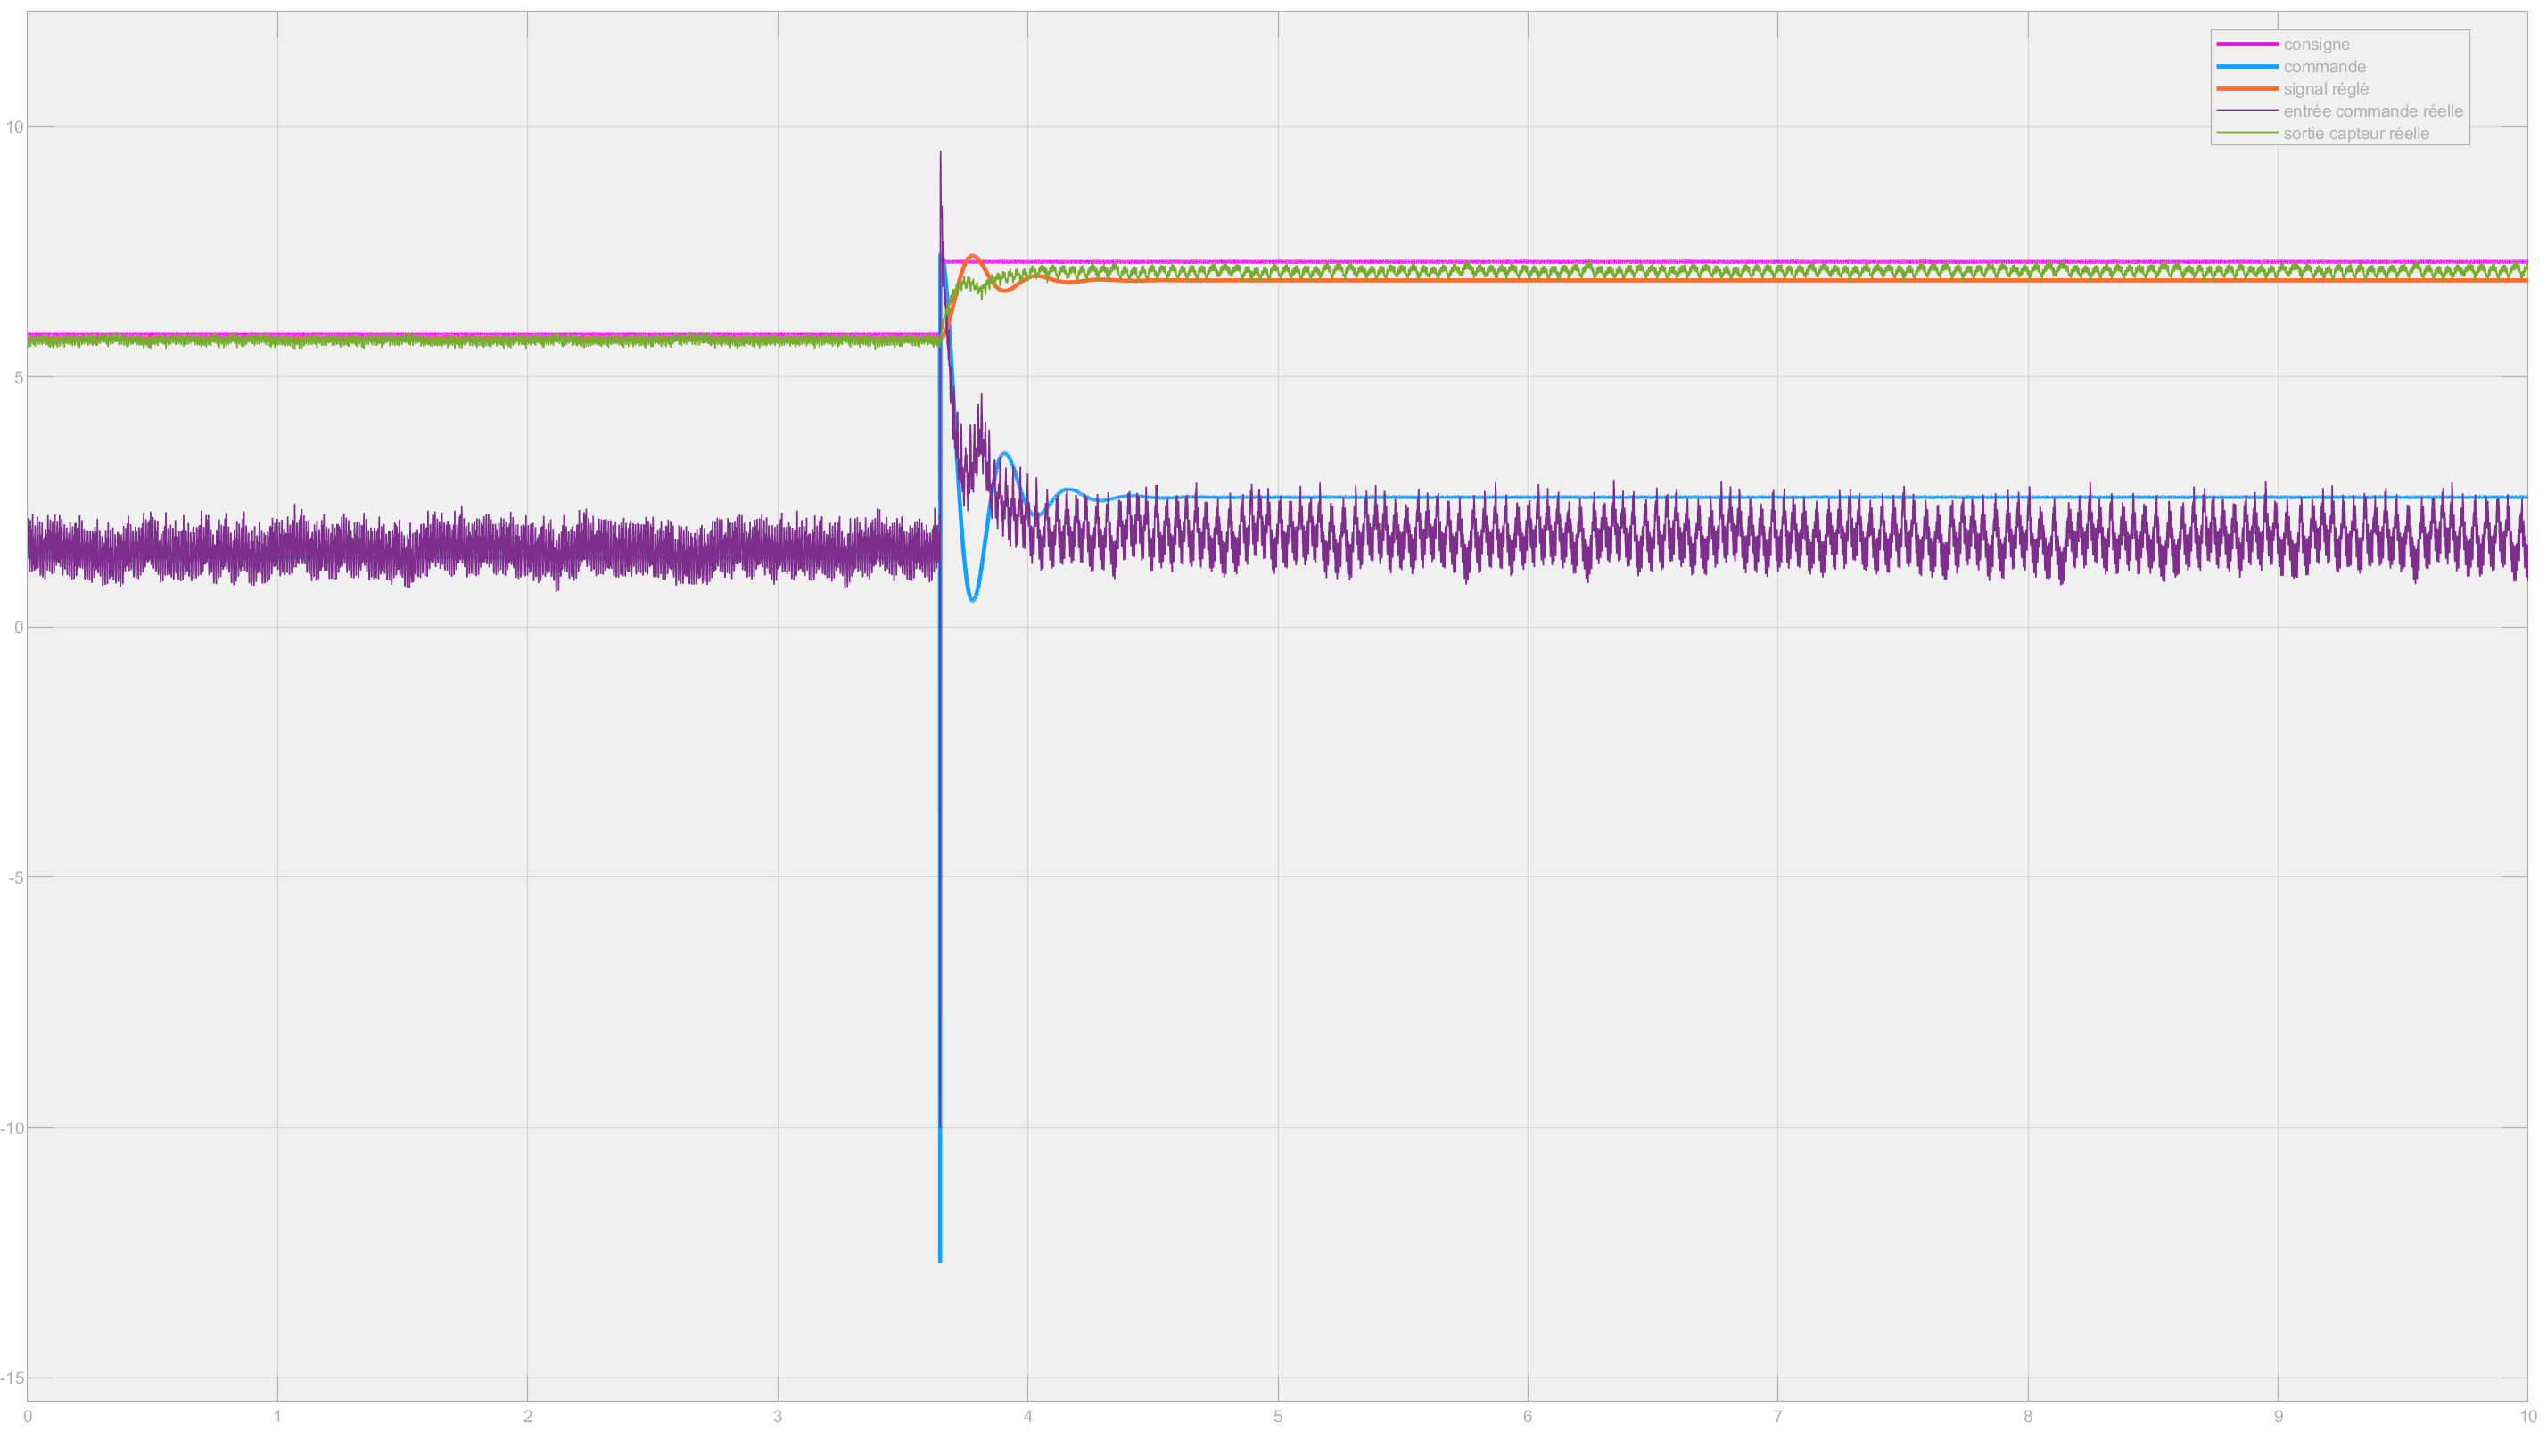 consigne
commande
signal réglé
entrée commande réelle
sortie capteur réelle
10
5
0
-5
-10
-15
0 1 2 3 4 5 6 7 8 9 10